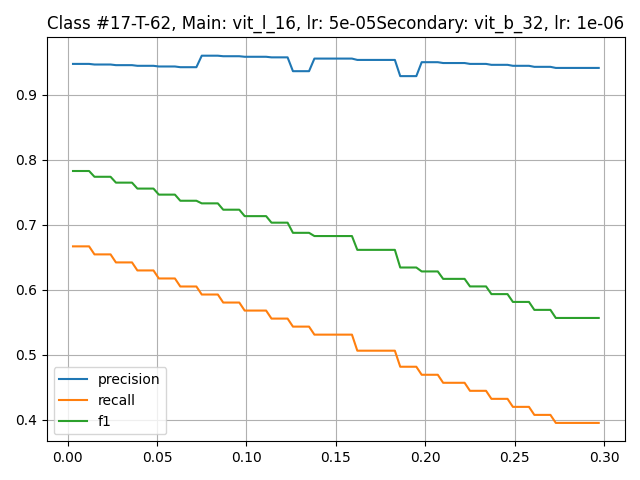 Class #17-T-62, Main: vit_l_16, lr: 5e-05Secondary: vit_b_32, lr: 1e-06
0.9
0.8
0.7
0.6
0.5
0.4
precision
recall
f1
0.00 0.05 0.10 0.15 0.20 0.25 0.30